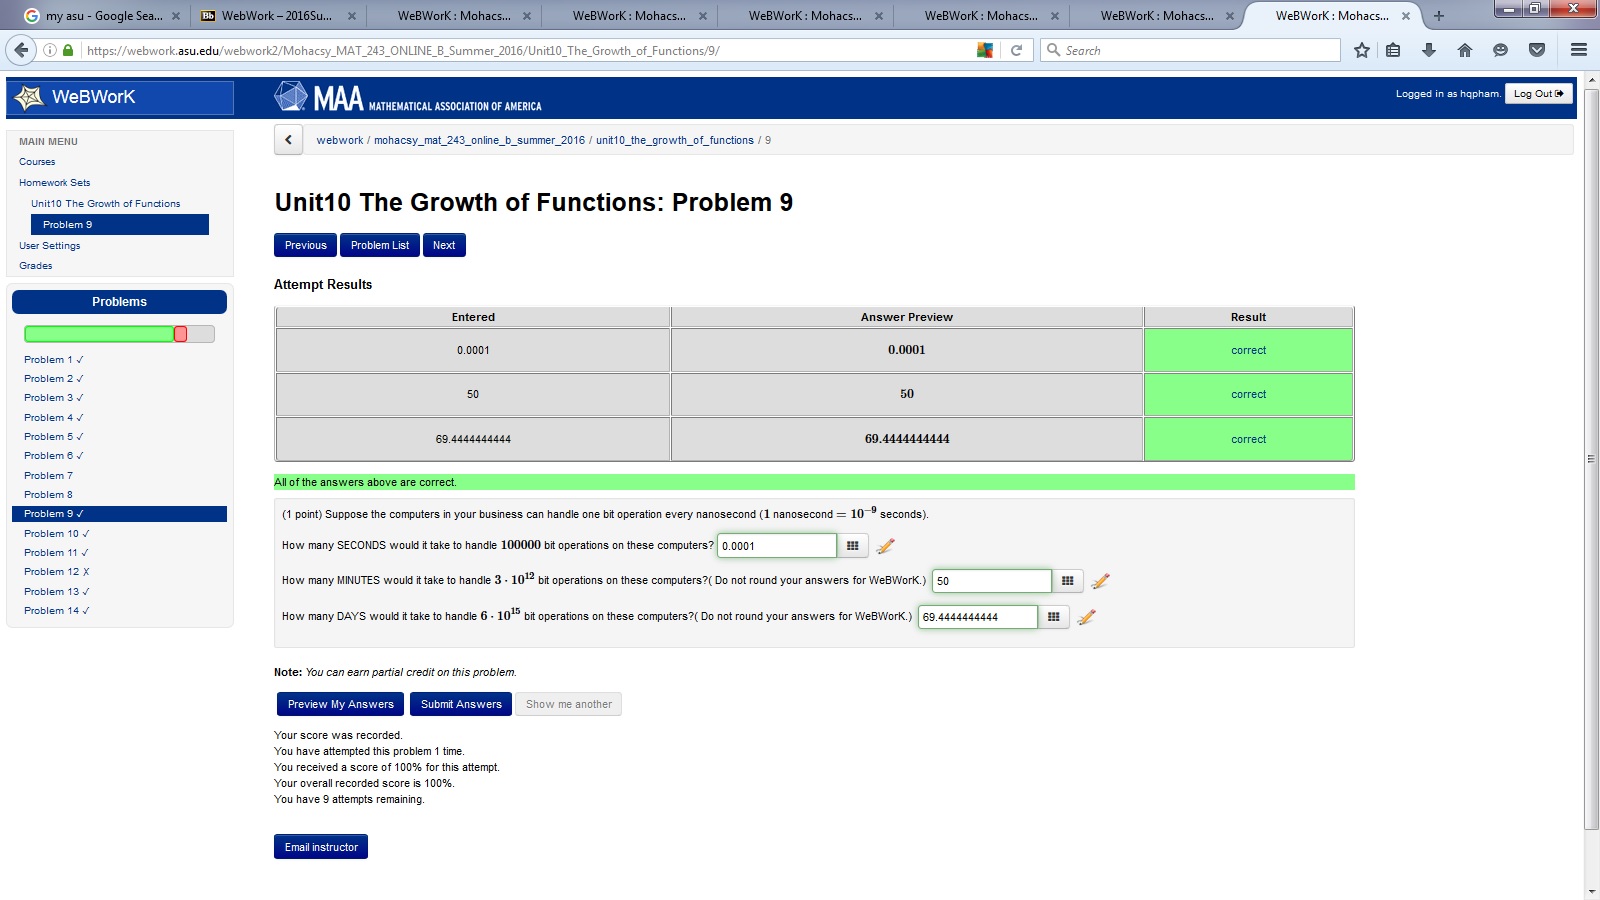 my asu - Google Sea...
WebWork – 2016Su...
WeBWorK : Mohacs...
WeBWorK : Mohacs...
WeBWorK : Mohacs...
WeBWorK : Mohacs...
WeBWorK : Mohacs...
WeBWorK : Mohacs...
https://webwork.asu.edu/webwork2/Mohacsy_MAT_243_ONLINE_B_Summer_2016/Unit10_The_Growth_of_Functions/9/
Search
WeBWorK
MAA MATHEMATICAL ASSOCIATION OF AMERICA
Logged in as hqpham.
Log Out
MAIN MENU
Courses
Homework Sets
Unit10 The Growth of Functions
Problem 9
User Settings
Grades
Problems
Problem 1 ✓
Problem 2 ✓
Problem 3 ✓
Problem 4 ✓
Problem 5 ✓
Problem 6 ✓
Problem 7
Problem 8
Problem 9 ✓
Problem 10 ✓
Problem 11 ✓
Problem 12 ✗
Problem 13 ✓
Problem 14 ✓
webwork / mohacsy_mat_243_online_b_summer_2016 / unit10_the_growth_of_functions / 9
Unit10 The Growth of Functions: Problem 9
Previous
Problem List
Next
Attempt Results
Entered Answer Preview Result
0.0001 0.0001 correct
50 50 correct
69.4444444444 69.4444444444 correct
All of the answers above are correct.
(1 point) Suppose the computers in your business can handle one bit operation every nanosecond (1 nanosecond = 10⁻⁹ seconds).
How many SECONDS would it take to handle 100000 bit operations on these computers? 0.0001
How many MINUTES would it take to handle 3 · 10¹² bit operations on these computers?( Do not round your answers for WeBWorK.) 50
How many DAYS would it take to handle 6 · 10¹⁵ bit operations on these computers?( Do not round your answers for WeBWorK.) 69.4444444444
Note: You can earn partial credit on this problem.
Preview My Answers
Submit Answers
Show me another
Your score was recorded.
You have attempted this problem 1 time.
You received a score of 100% for this attempt.
Your overall recorded score is 100%.
You have 9 attempts remaining.
Email instructor